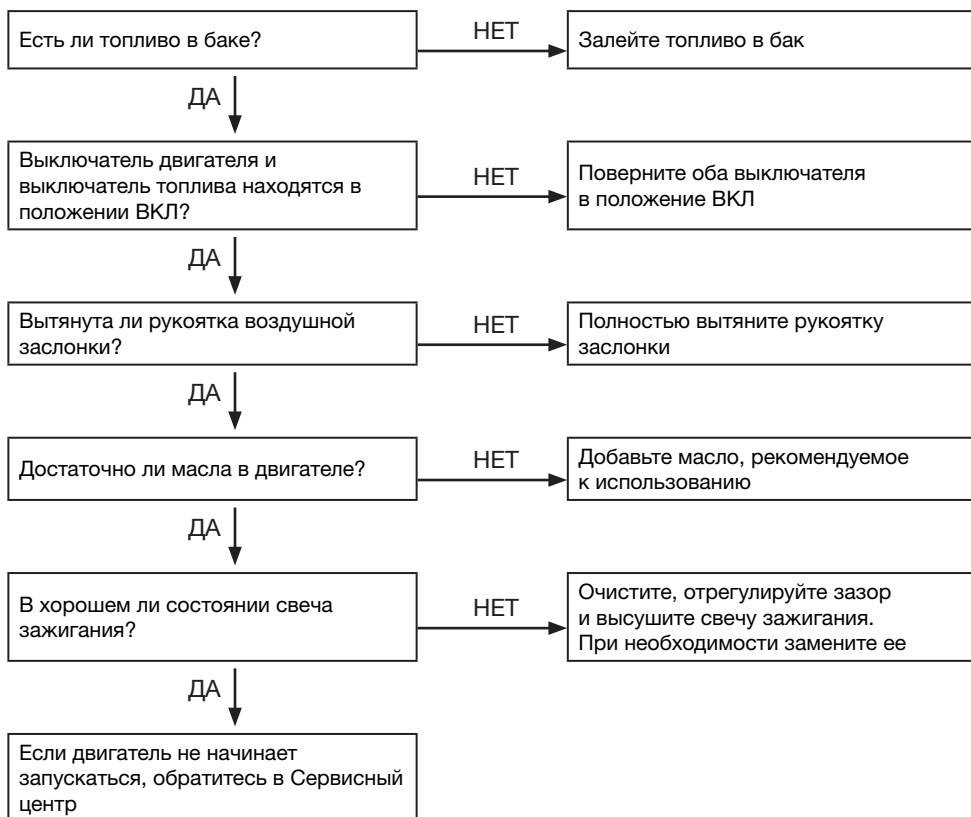 Есть ли топливо в баке?
НЕТ
Залейте топливо в бак
ДА
Выключатель двигателя и
выключатель топлива находятся в
положении ВКЛ?
НЕТ
Поверните оба выключателя
в положение ВКЛ
ДА
Вытянута ли рукоятка воздушной
заслонки?
НЕТ
Полностью вытяните рукоятку
заслонки
ДА
Достаточно ли масла в двигателе?
НЕТ
Добавьте масло, рекомендуемое
к использованию
ДА
В хорошем ли состоянии свеча
зажигания?
НЕТ
Очистите, отрегулируйте зазор
и высушите свечу зажигания.
При необходимости замените ее
ДА
Если двигатель не начинает
запускаться, обратитесь в Сервисный
центр